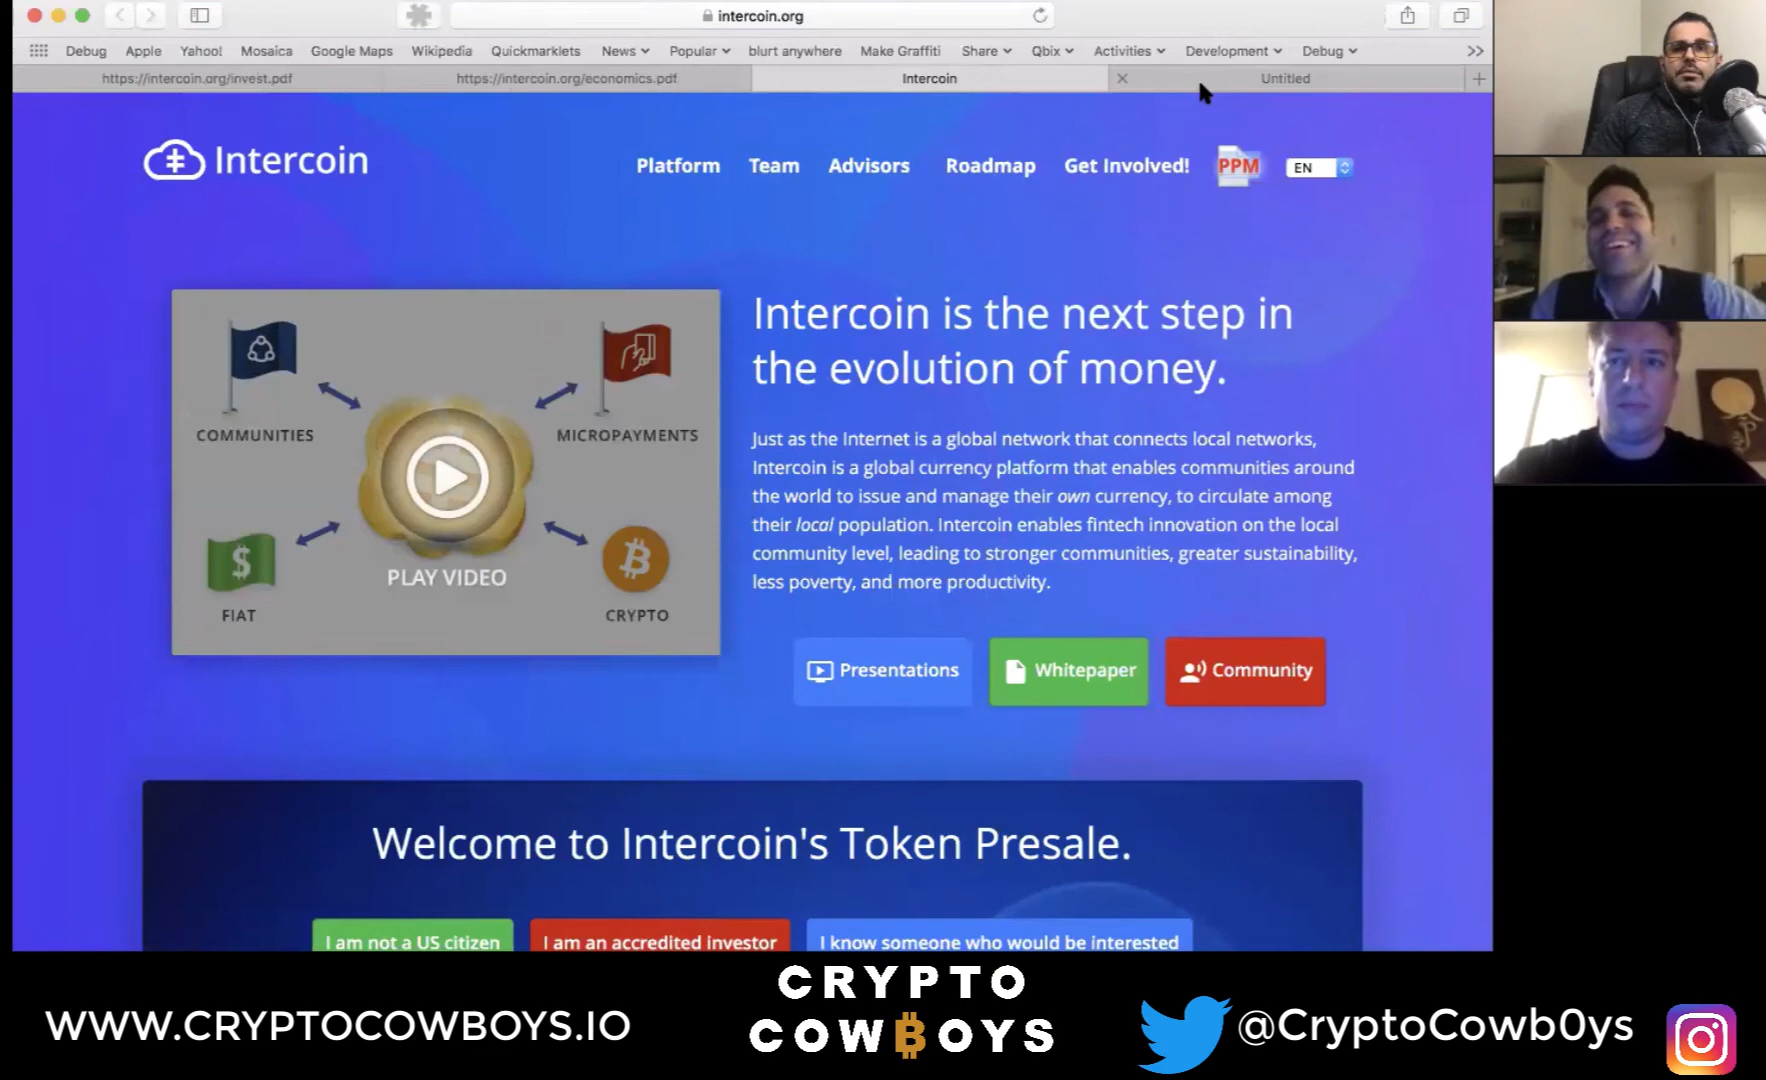 intercoin.org
Debug Apple Yahoo! Mosaica Google Maps Wikipedia Quickmarklets News Popular blurt anywhere Make Graffiti Share Qbix Activities Development Debug >>
https://intercoin.org/invest.pdf https://intercoin.org/economics.pdf Intercoin Untitled
Intercoin Platform Team Advisors Roadmap Get Involved! PPM EN
Intercoin is the next step in
the evolution of money.
COMMUNITIES
MICROPAYMENTS
PLAY VIDEO
FIAT
CRYPTO
Just as the Internet is a global network that connects local networks,
Intercoin is a global currency platform that enables communities around
the world to issue and manage their own currency, to circulate among
their local population. Intercoin enables fintech innovation on the local
community level, leading to stronger communities, greater sustainability,
less poverty, and more productivity.
Presentations Whitepaper Community
Welcome to Intercoin's Token Presale.
I am not a US citizen I am an accredited investor I know someone who would be interested
WWW.CRYPTOCOWBOYS.IO
CRYPTO
COWBOYS
@CryptoCowb0ys